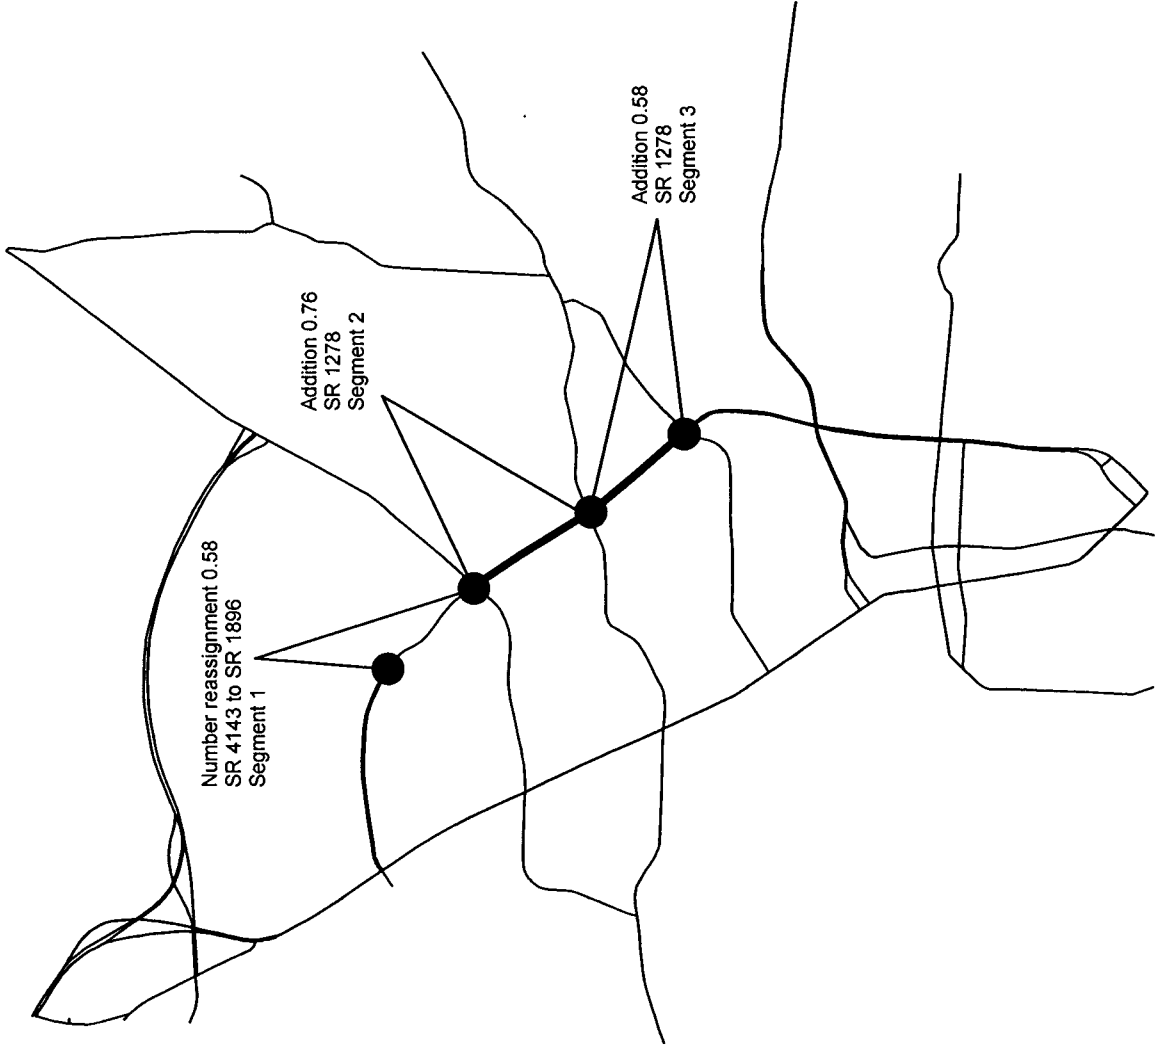 Number reassignment 0.58
SR 4143 to SR 1896
Segment 1
Addition 0.76
SR 1278
Segment 2
Addition 0.58
SR 1278
Segment 3